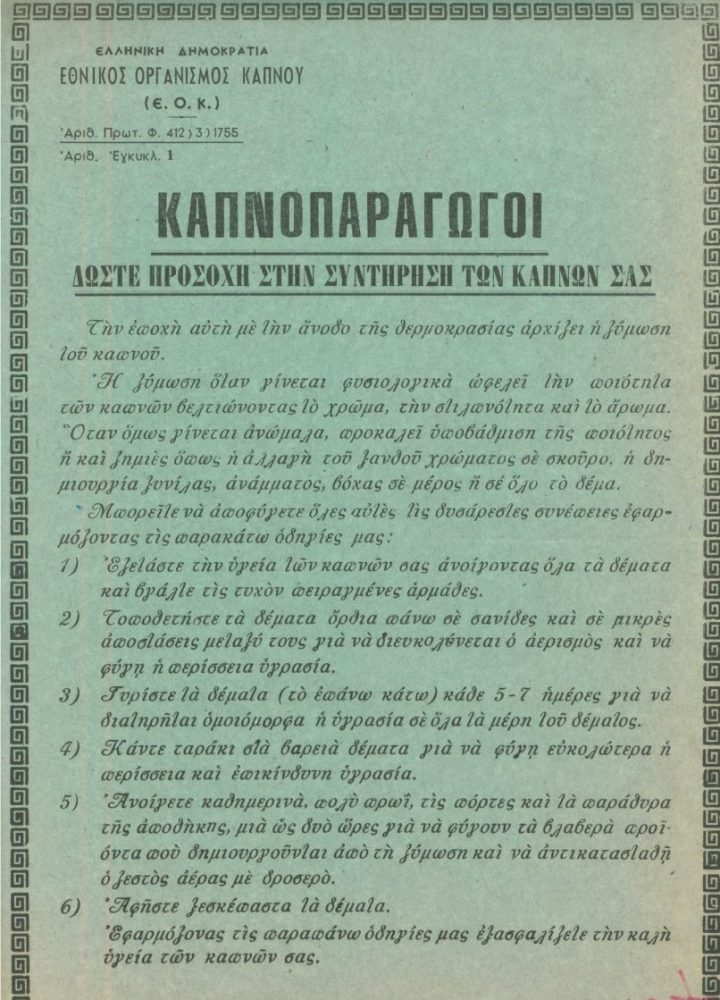 ΕΛΛΗΝΙΚΗ ΔΗΜΟΚΡΑΤΙΑ
ΕΘΝΙΚΟΣ ΟΡΓΑΝΙΣΜΟΣ ΚΑΠΝΟΥ
(Ε. Ο. Κ.)
Ἀριθ. Πρωτ. Φ. 412)3)1755
Ἀριθ. Ἐγκυκλ. 1
ΚΑΠΝΟΠΑΡΑΓΩΓΟΙ
ΔΩΣΤΕ ΠΡΟΣΟΧΗ ΣΤΗΝ ΣΥΝΤΗΡΗΣΗ ΤΩΝ ΚΑΠΝΩΝ ΣΑΣ
Τὴν ἐποχὴ αὐτὴ μὲ τὴν ἄνοδο τῆς θερμοκρασίας ἀρχίζει ἡ ζύμωση
τοῦ καπνοῦ.
Ἡ ζύμωση ὅταν γίνεται φυσιολογικὰ ὠφελεῖ τὴν ποιότητα
τῶν καπνῶν βελτιώνοντας τὸ χρῶμα, τὴν στιλπνότητα καὶ τὸ ἄρωμα.
Ὅταν ὅμως γίνεται ἀνώμαλα, προκαλεῖ ὑποβάθμιση τῆς ποιότητος
ἤ καὶ ζημιὲς ὅπως ἡ ἀλλαγὴ τοῦ ξανθοῦ χρώματος σὲ σκοῦρο, ἡ δη-
μιουργία ξυνίλας, ἀνάμματος, βόχας σὲ μέρος ἤ σέ ὅλο τὸ δέμα.
Μπορεῖτε νὰ ἀποφύγετε ὅλες αὐτὲς τὶς δυσάρεστες συνέπειες ἐφαρ-
μόζοντας τὶς παρακάτω ὁδηγίες μας:
1) Ἐξελάστε τὴν ὑγεία τῶν καπνῶν σας ἀνοίγοντας ὅλα τὰ δέματα
καὶ βγάλτε τὶς τυχὸν πειραγμένες ἁρμάδες.
2) Τοποθετήστε τὰ δέματα ὄρθια πάνω σὲ σανίδες καὶ σὲ μικρὲς
ἀποστάσεις μεταξύ τους γιὰ νὰ διευκολύνεται ὁ ἀερισμὸς καὶ νὰ
φύγῃ ἡ περίσσεια ὑγρασία.
3) Γυρίστε τὰ δέματα (τὸ ἐπάνω κάτω) κάθε 5-7 ἡμέρες γιὰ νὰ
διατηρῆται ὁμοιόμορφα ἡ ὑγρασία σὲ ὅλα τὰ μέρη τοῦ δέματος.
4) Κάντε ταράκι στὰ βαρειὰ δέματα γιὰ νὰ φύγῃ εὐκολώτερα ἡ
περίσσεια καὶ ἐπικίνδυνη ὑγρασία.
5) Ἀνοίγετε καθημερινὰ, πολὺ πρωΐ, τὶς πόρτες καὶ τὰ παράθυρα
τῆς ἀποθήκης, μιὰ ὡς δυὸ ὧρες γιὰ νὰ φύγουν τὰ βλαβερὰ προϊ-
όντα ποὺ δημιουργοῦνται ἀπὸ τὴ ζύμωση καὶ νὰ ἀντικατασταθῇ
ὁ ζεστὸς ἀέρας μὲ δροσερὸ.
6) Ἀφῆστε ξεσκέπαστα τὰ δέματα.
Ἐφαρμόζονας τὶς παραπάνω ὁδηγίες μας ἐξασφαλίζετε τὴν καλὴ
ὑγεία τῶν καπνῶν σας.